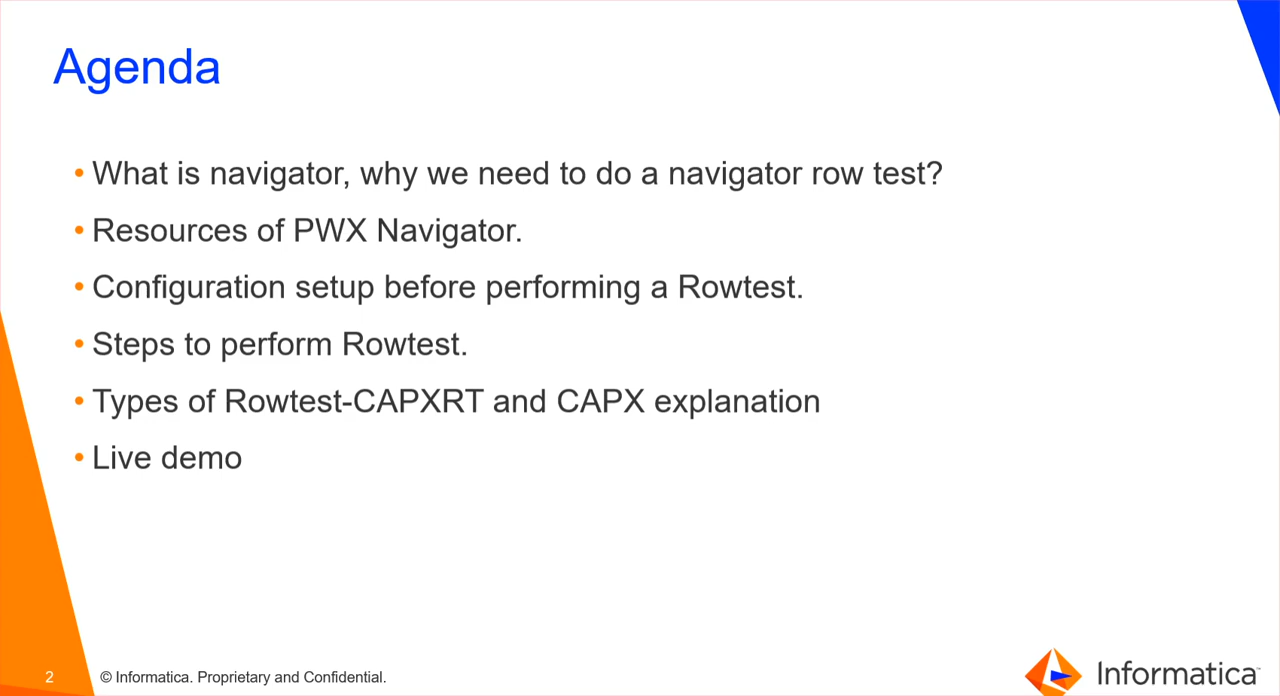 Agenda
• What is navigator, why we need to do a navigator row test?
• Resources of PWX Navigator.
• Configuration setup before performing a Rowtest.
• Steps to perform Rowtest.
• Types of Rowtest-CAPXRT and CAPX explanation
• Live demo
2
© Informatica. Proprietary and Confidential.
Informatica™